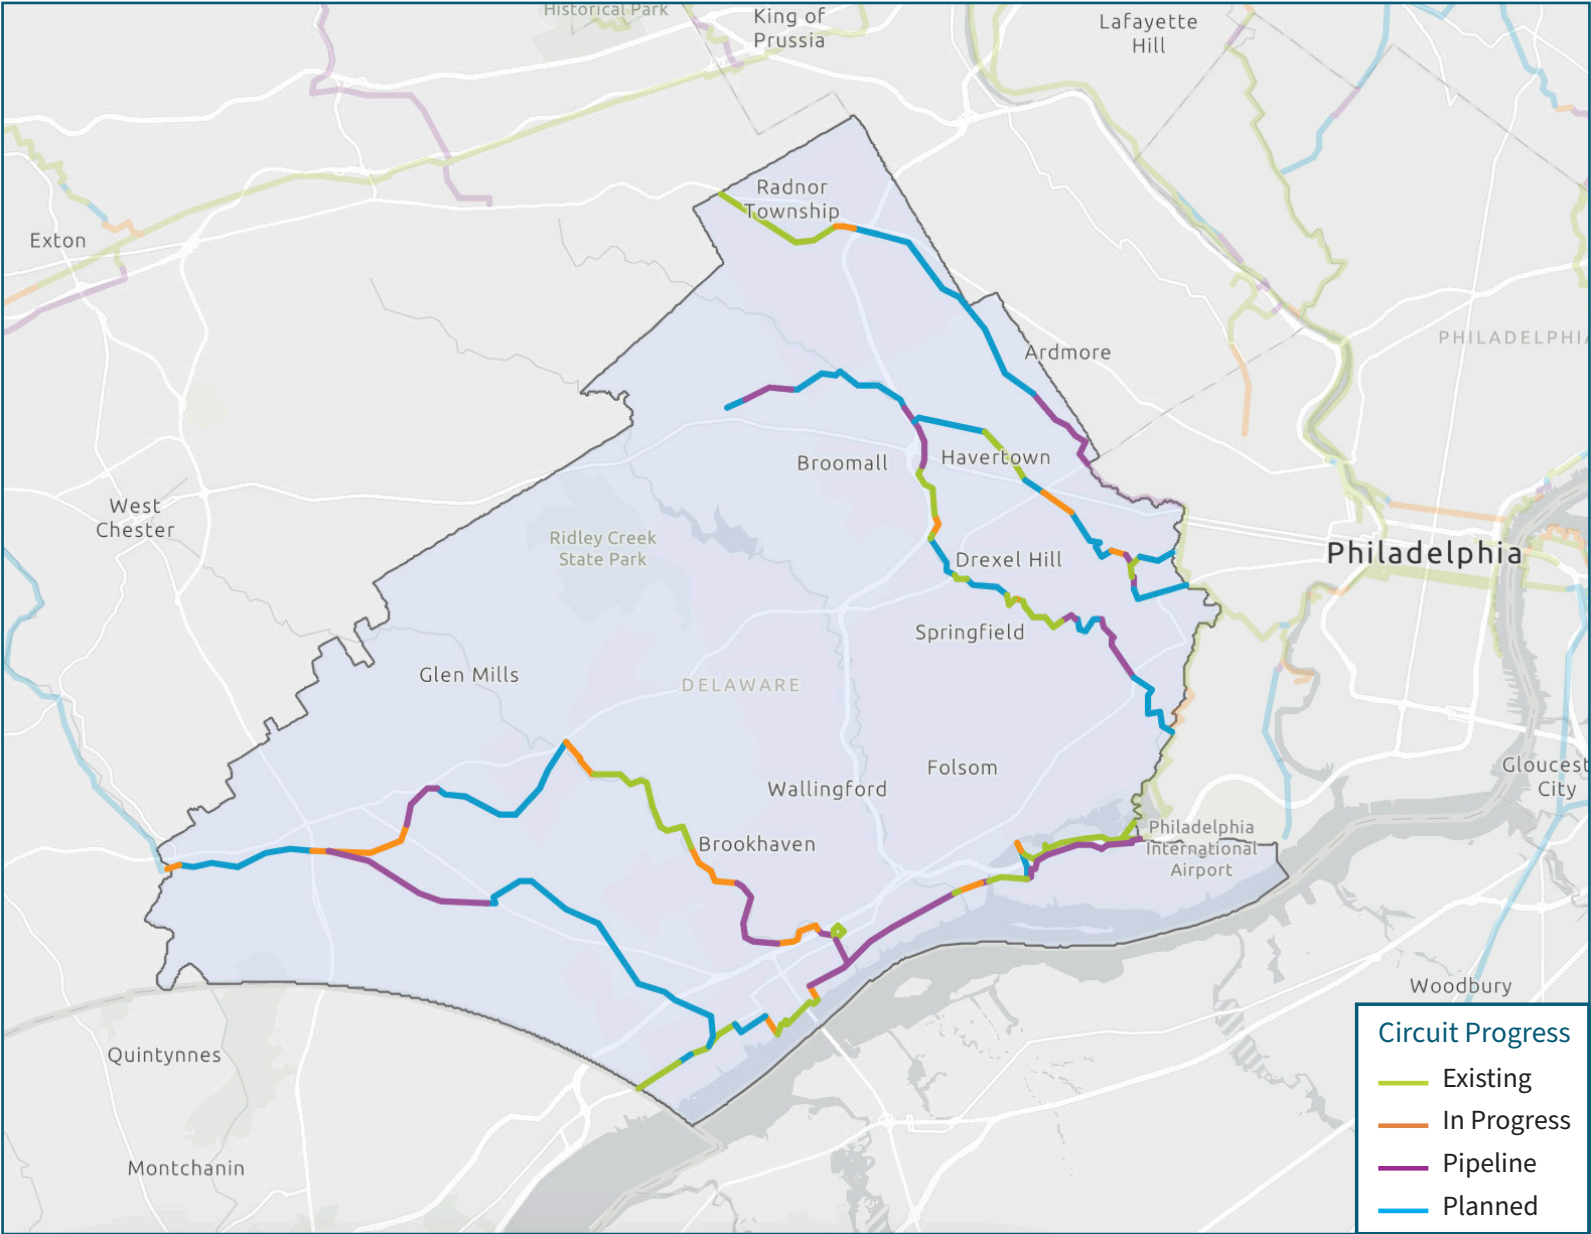 Historical Park
King of
Prussia
Lafayette
Hill
Radnor
Township
Exton
PHILADELPHIA
Ardmore
Broomall
Havertown
West
Chester
Ridley Creek
State Park
Drexel Hill
Philadelphia
Springfield
Glen Mills
DELAWARE
Folsom
Wallingford
Gloucest
City
Brookhaven
Philadelphia
International
Airport
Woodbury
Quintynnes
Montchanin
Circuit Progress
Existing
In Progress
Pipeline
Planned